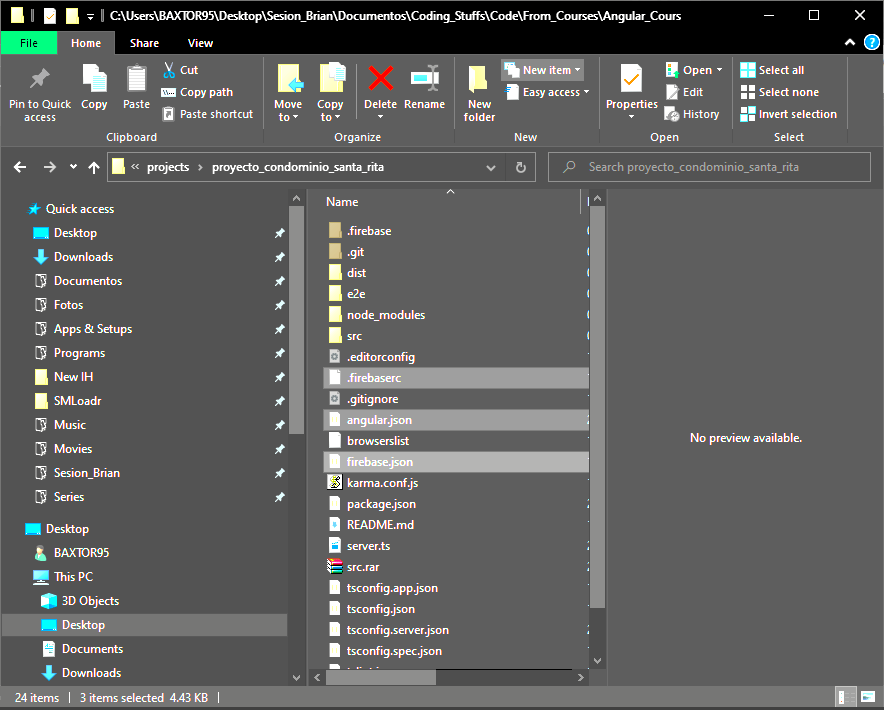 C:\Users\BAXTOR95\Desktop\Sesion_Brian\Documentos\Coding_Stuffs\Code\From_Courses\Angular_Cours
File Home Share View
Pin to Quick access
Copy
Paste
Cut
Copy path
Paste shortcut
Clipboard
Move to
Copy to
Delete
Rename
Organize
New folder
New item
Easy access
New
Properties
Open
Edit
History
Open
Select all
Select none
Invert selection
Select
« projects › proyecto_condominio_santa_rita
Search proyecto_condominio_santa_rita
Quick access
Desktop
Downloads
Documentos
Fotos
Apps & Setups
Programs
New IH
SMLoadr
Music
Movies
Sesion_Brian
Series
Desktop
BAXTOR95
This PC
3D Objects
Desktop
Documents
Downloads
Name
.firebase
.git
dist
e2e
node_modules
src
.editorconfig
.firebaserc
.gitignore
angular.json
browserslist
firebase.json
karma.conf.js
package.json
README.md
server.ts
src.rar
tsconfig.app.json
tsconfig.json
tsconfig.server.json
tsconfig.spec.json
No preview available.
24 items 3 items selected 4.43 KB